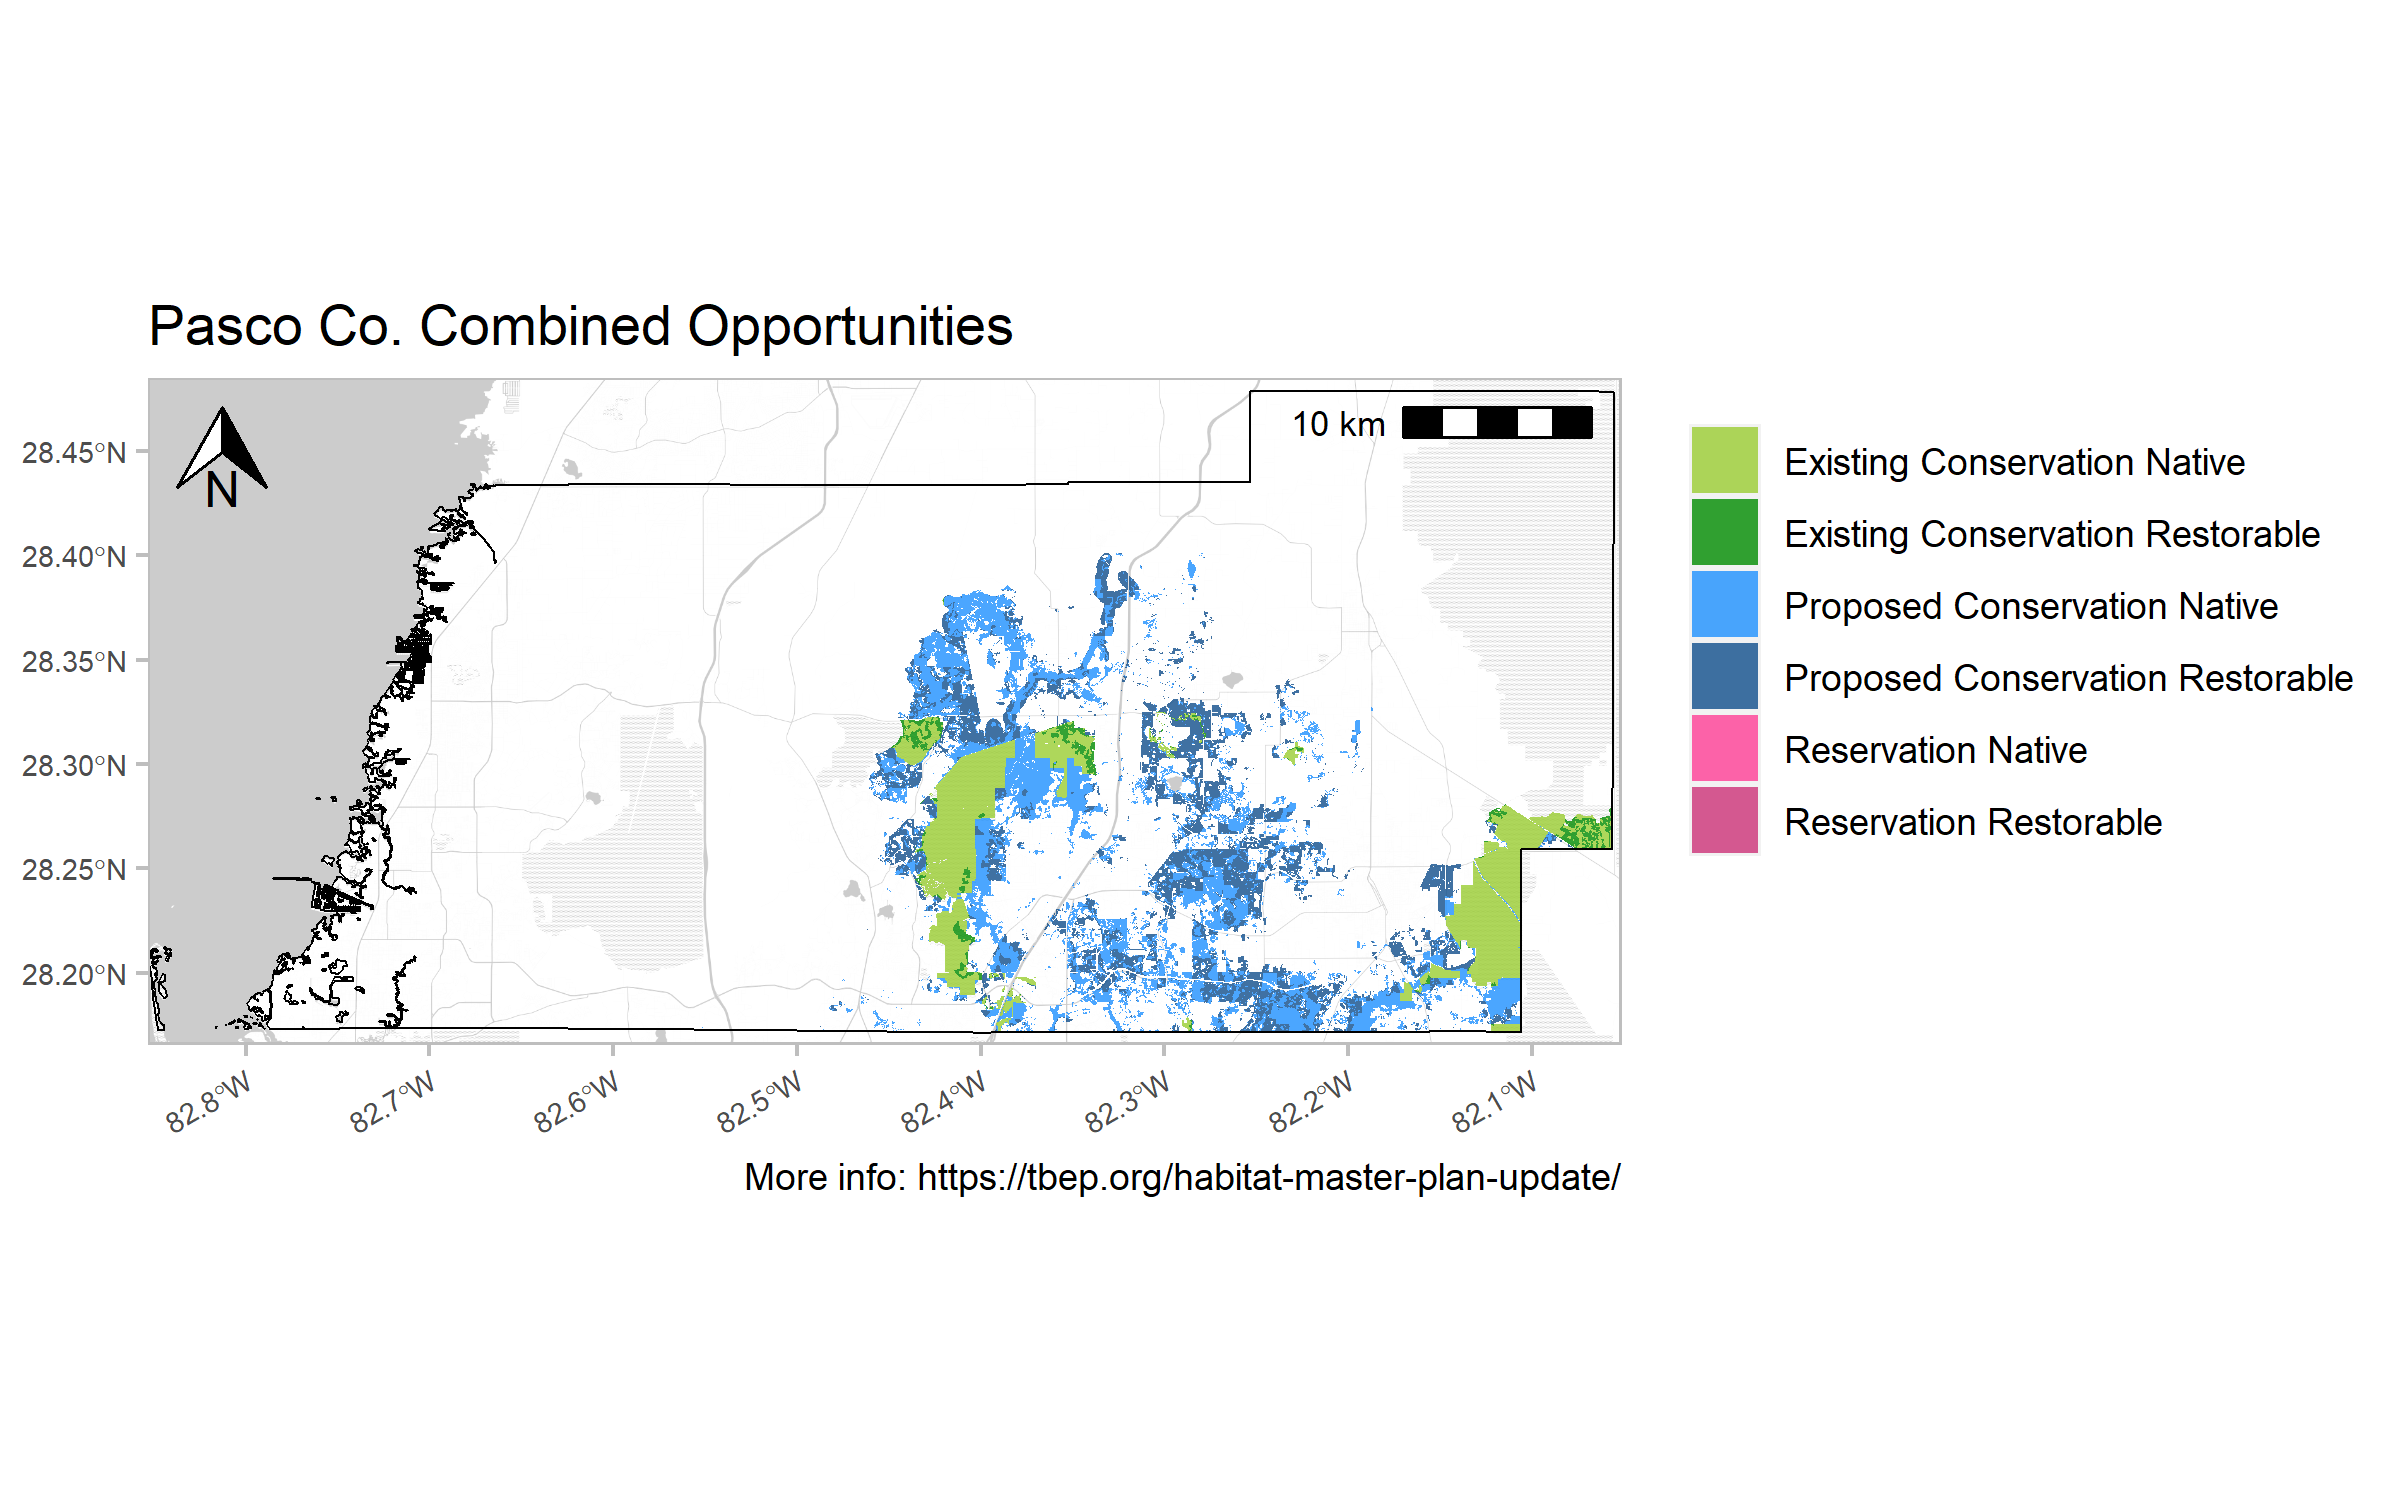 Pasco Co. Combined Opportunities
N
10 km
28.45°N
28.40°N
28.35°N
28.30°N
28.25°N
28.20°N
82.8°W
82.7°W
82.6°W
82.5°W
82.4°W
82.3°W
82.2°W
82.1°W
Existing Conservation Native
Existing Conservation Restorable
Proposed Conservation Native
Proposed Conservation Restorable
Reservation Native
Reservation Restorable
More info: https://tbep.org/habitat-master-plan-update/